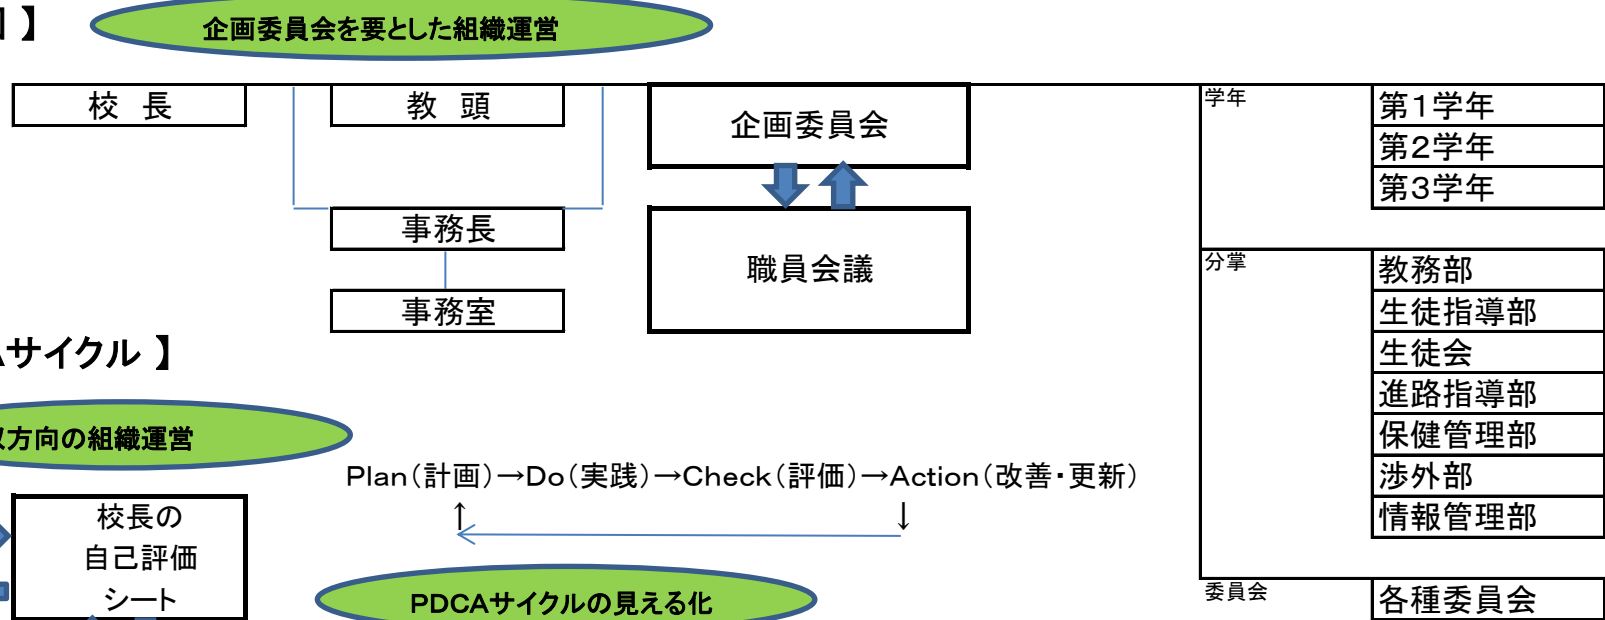 】
企画委員会を要とした組織運営
校 長
教 頭
企画委員会
学年
第1学年
第2学年
第3学年
事務長
職員会議
分掌
教務部
事務室
生徒指導部
生徒会
進路指導部
保健管理部
渉外部
情報管理部
サイクル 】
方向の組織運営
Plan(計画)→Do(実践)→Check(評価)→Action(改善・更新)
↑ ↓
校長の
自己評価
シート
PDCAサイクルの見える化
委員会
各種委員会